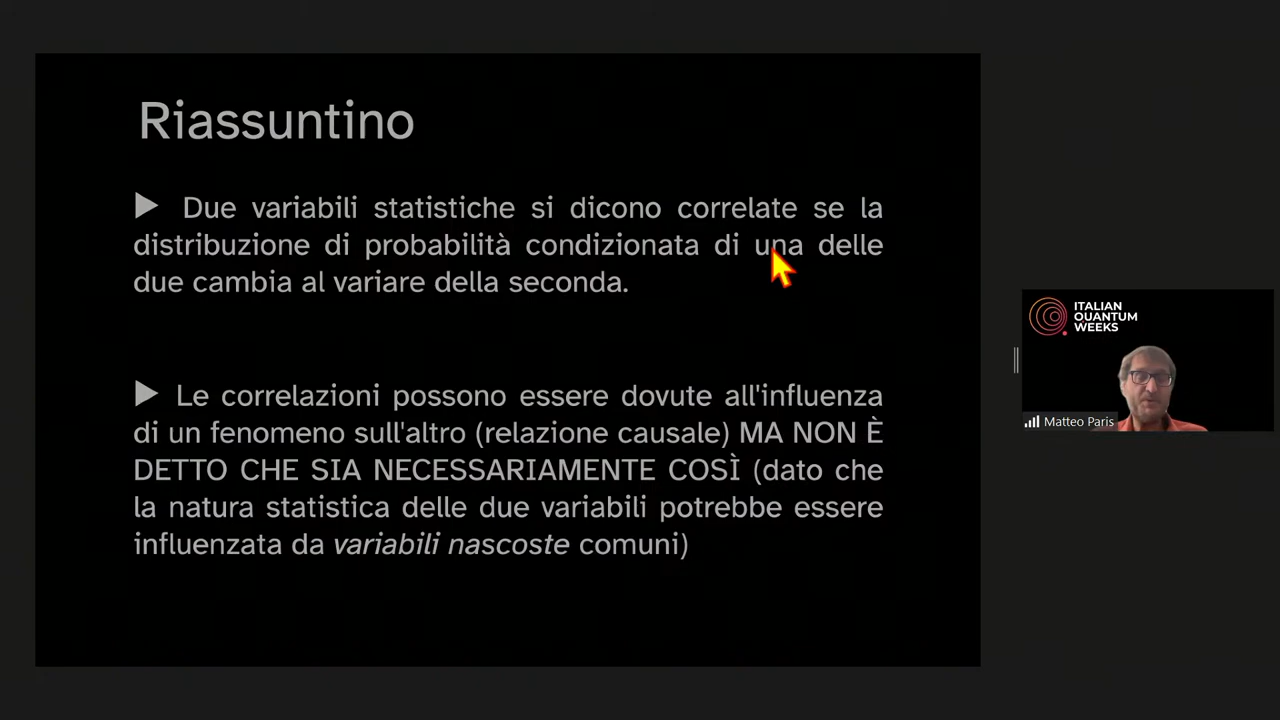 Riassuntino
▶ Due variabili statistiche si dicono correlate se la
distribuzione di probabilità condizionata di una delle
due cambia al variare della seconda.
▶ Le correlazioni possono essere dovute all'influenza
di un fenomeno sull'altro (relazione causale) MA NON È
DETTO CHE SIA NECESSARIAMENTE COSÌ (dato che
la natura statistica delle due variabili potrebbe essere
influenzata da variabili nascoste comuni)
ITALIAN
QUANTUM
WEEKS
Matteo Paris